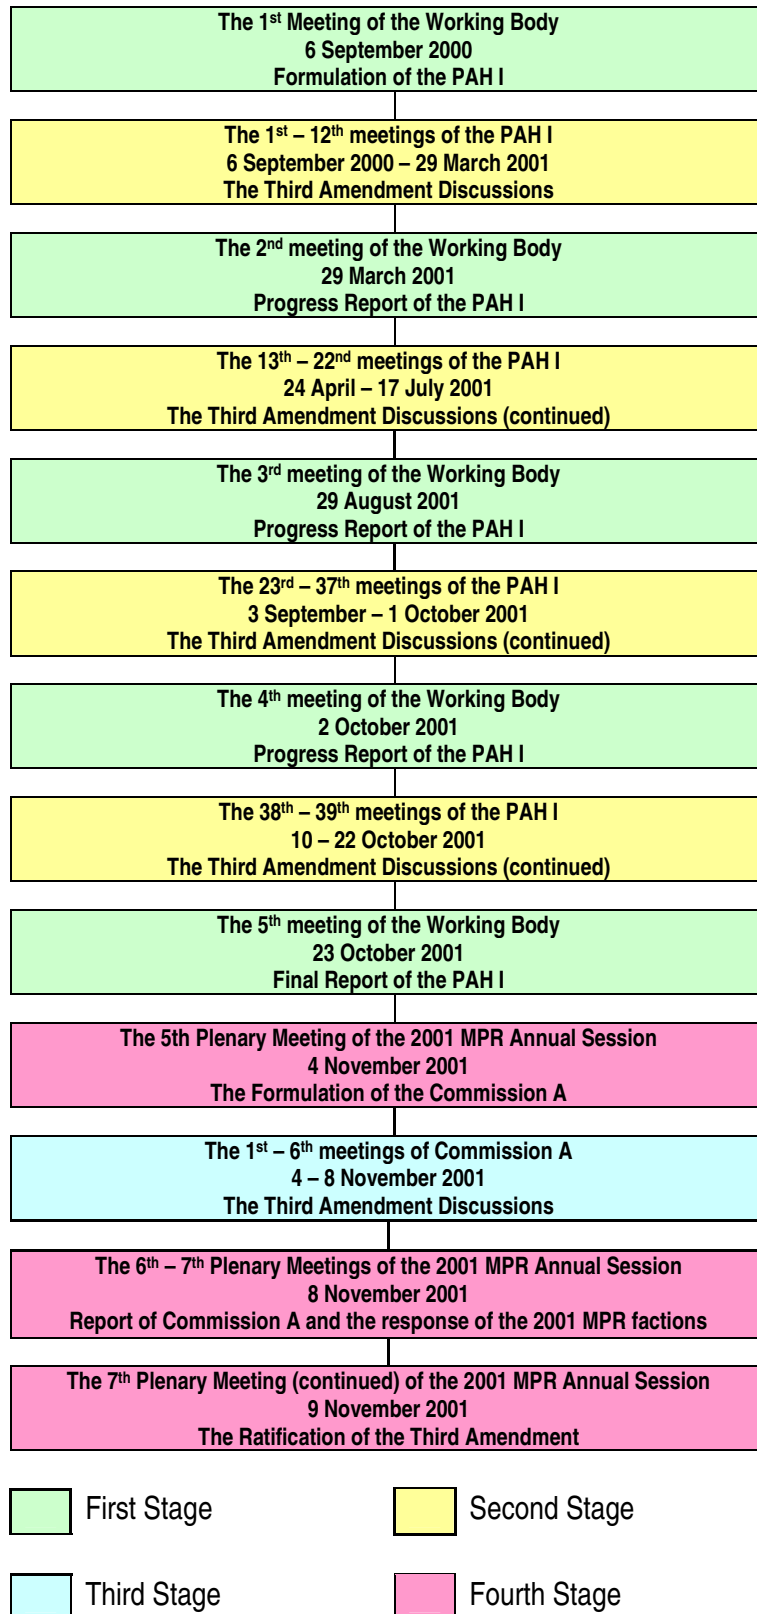 The 1st Meeting of the Working Body
6 September 2000
Formulation of the PAH I
The 1st – 12th meetings of the PAH I
6 September 2000 – 29 March 2001
The Third Amendment Discussions
The 2nd meeting of the Working Body
29 March 2001
Progress Report of the PAH I
The 13th – 22nd meetings of the PAH I
24 April – 17 July 2001
The Third Amendment Discussions (continued)
The 3rd meeting of the Working Body
29 August 2001
Progress Report of the PAH I
The 23rd – 37th meetings of the PAH I
3 September – 1 October 2001
The Third Amendment Discussions (continued)
The 4th meeting of the Working Body
2 October 2001
Progress Report of the PAH I
The 38th – 39th meetings of the PAH I
10 – 22 October 2001
The Third Amendment Discussions (continued)
The 5th meeting of the Working Body
23 October 2001
Final Report of the PAH I
The 5th Plenary Meeting of the 2001 MPR Annual Session
4 November 2001
The Formulation of the Commission A
The 1st – 6th meetings of Commission A
4 – 8 November 2001
The Third Amendment Discussions
The 6th – 7th Plenary Meetings of the 2001 MPR Annual Session
8 November 2001
Report of Commission A and the response of the 2001 MPR factions
The 7th Plenary Meeting (continued) of the 2001 MPR Annual Session
9 November 2001
The Ratification of the Third Amendment
First Stage
Second Stage
Third Stage
Fourth Stage